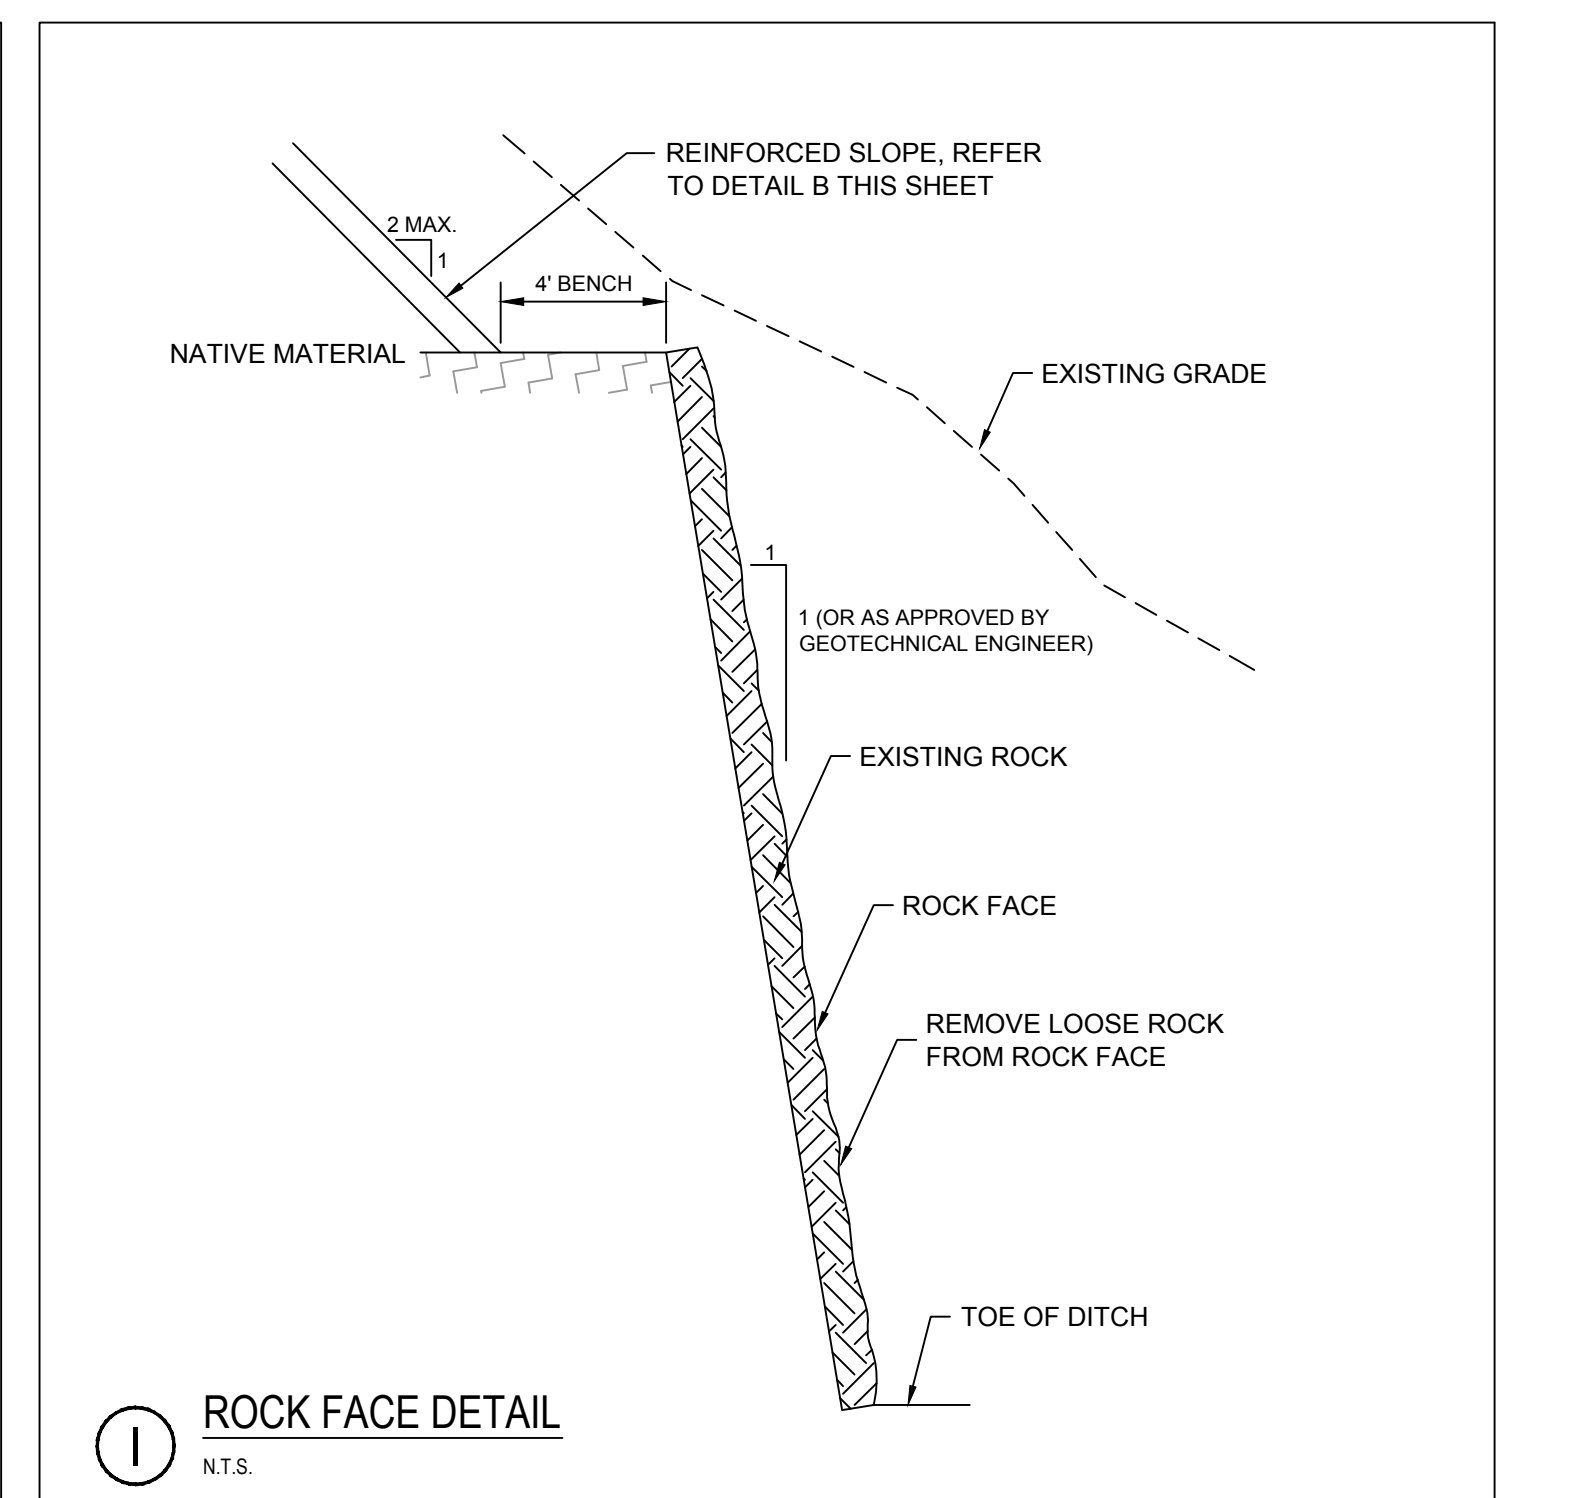 REINFORCED SLOPE, REFER
TO DETAIL B THIS SHEET
2 MAX.
1
4' BENCH
NATIVE MATERIAL
EXISTING GRADE
1
1 (OR AS APPROVED BY
GEOTECHNICAL ENGINEER)
EXISTING ROCK
ROCK FACE
REMOVE LOOSE ROCK
FROM ROCK FACE
TOE OF DITCH
I
ROCK FACE DETAIL
N.T.S.